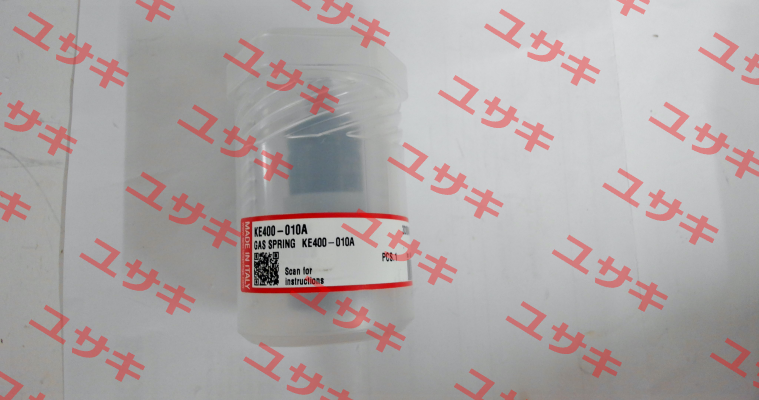 KE400-010A
GAS SPRING KE400-010A
PCS.1
Scan for
instructions
MADE IN ITALY
ユサキ